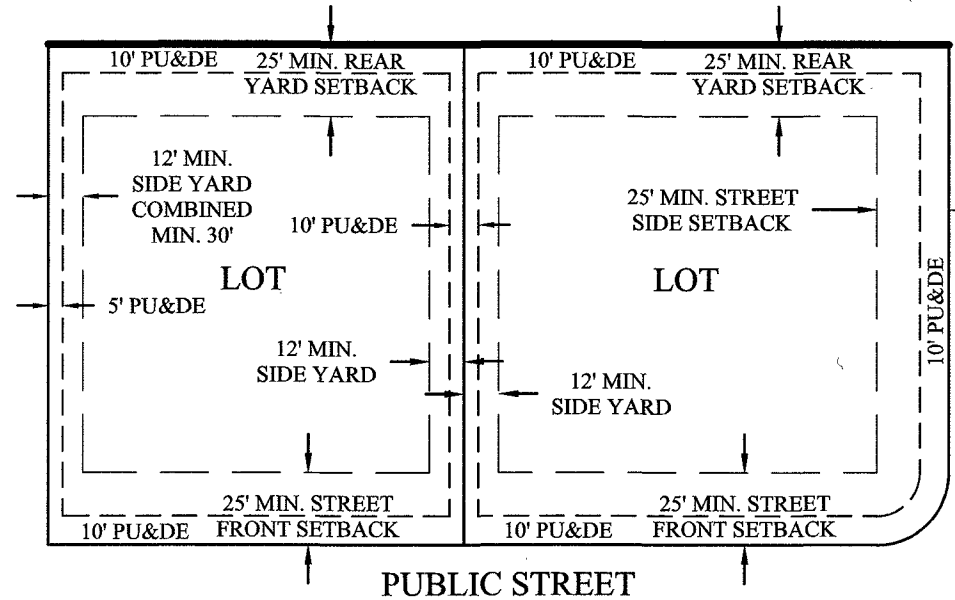 10' PU&DE
25' MIN. REAR
YARD SETBACK
10' PU&DE
25' MIN. REAR
YARD SETBACK
12' MIN.
SIDE YARD
COMBINED
MIN. 30'
10' PU&DE
25' MIN. STREET
SIDE SETBACK
LOT
LOT
5' PU&DE
10' PU&DE
12' MIN.
SIDE YARD
12' MIN.
SIDE YARD
10' PU&DE
25' MIN. STREET
FRONT SETBACK
10' PU&DE
25' MIN. STREET
FRONT SETBACK
PUBLIC STREET